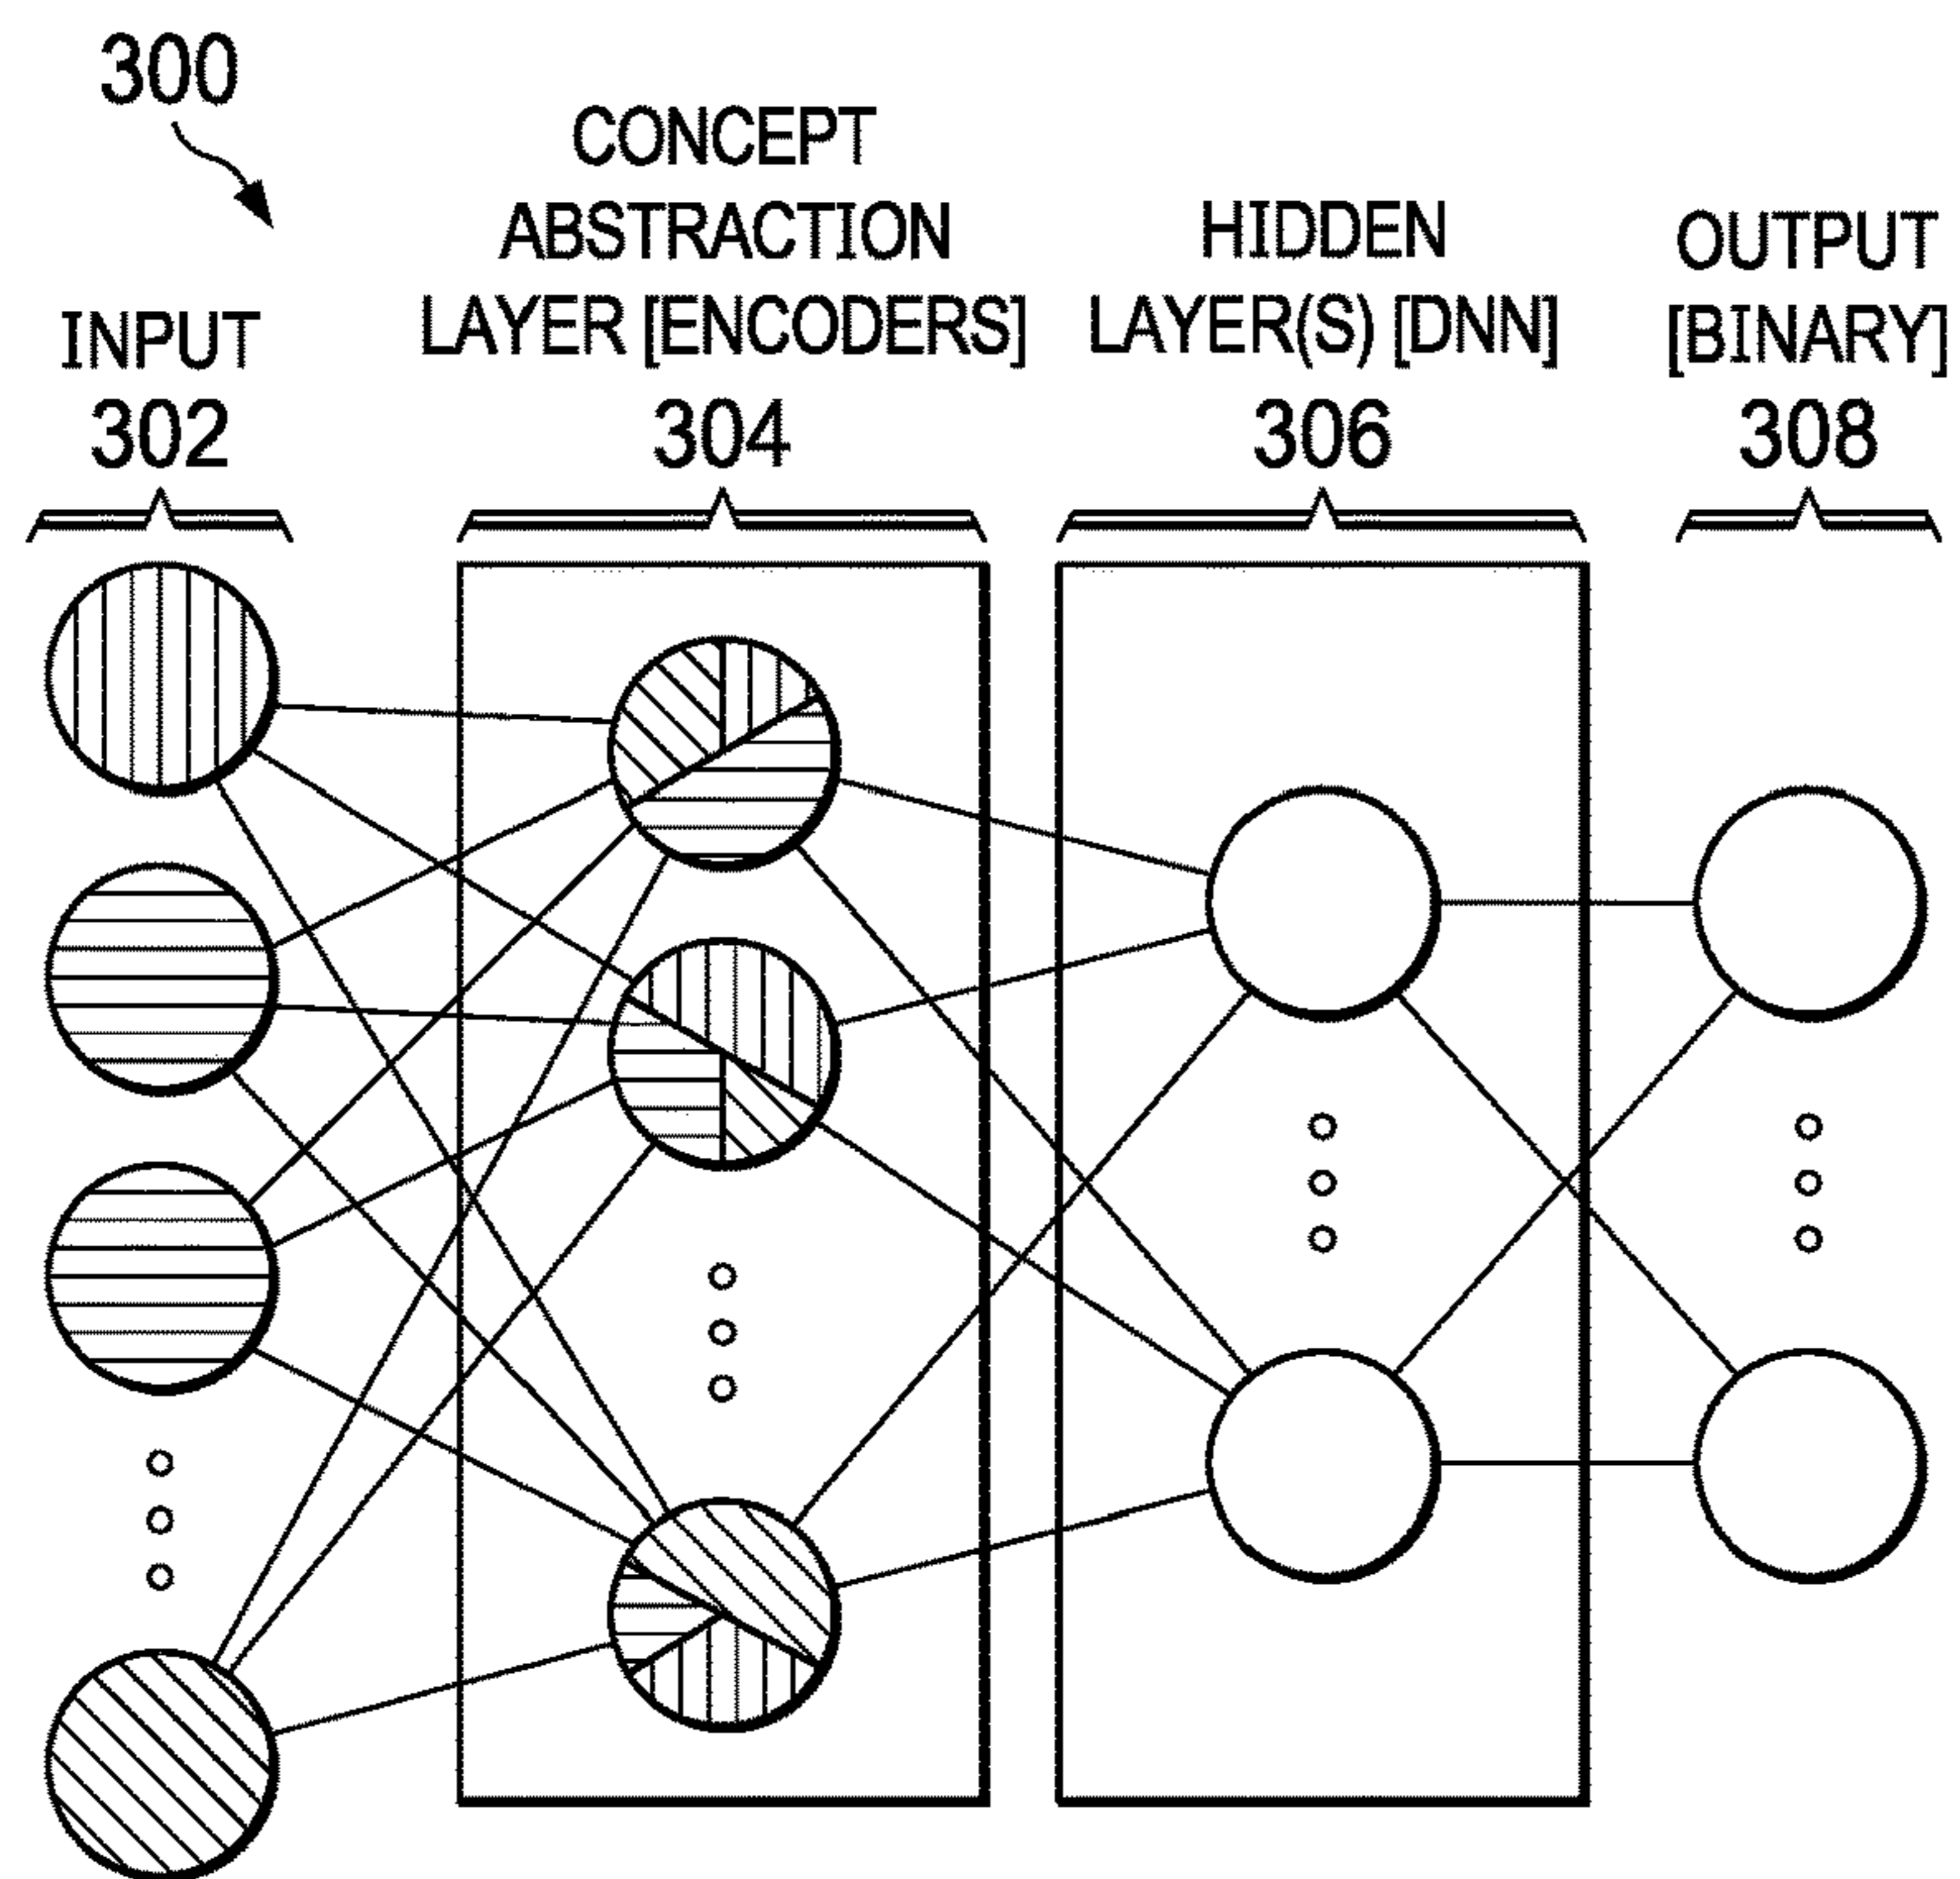 300
INPUT
302
CONCEPT
ABSTRACTION
LAYER [ENCODERS]
304
HIDDEN
LAYER(S) [DNN]
306
OUTPUT
[BINARY]
308